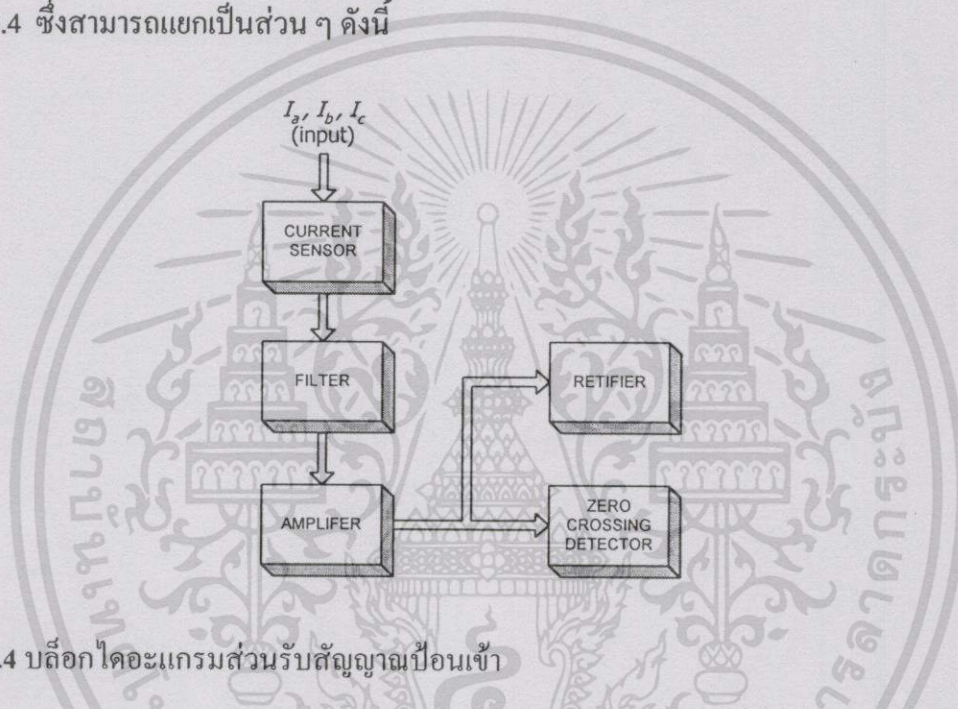 .4 ซึ่งสามารถแยกเป็นส่วน ๆ ดังนี้
I_a, I_b, I_c
(input)
CURRENT
SENSOR
FILTER
RETIFIER
AMPLIFER
ZERO
CROSSING
DETECTOR
.4 บล็อกไดอะแกรมส่วนรับสัญญาณป้อนเข้า